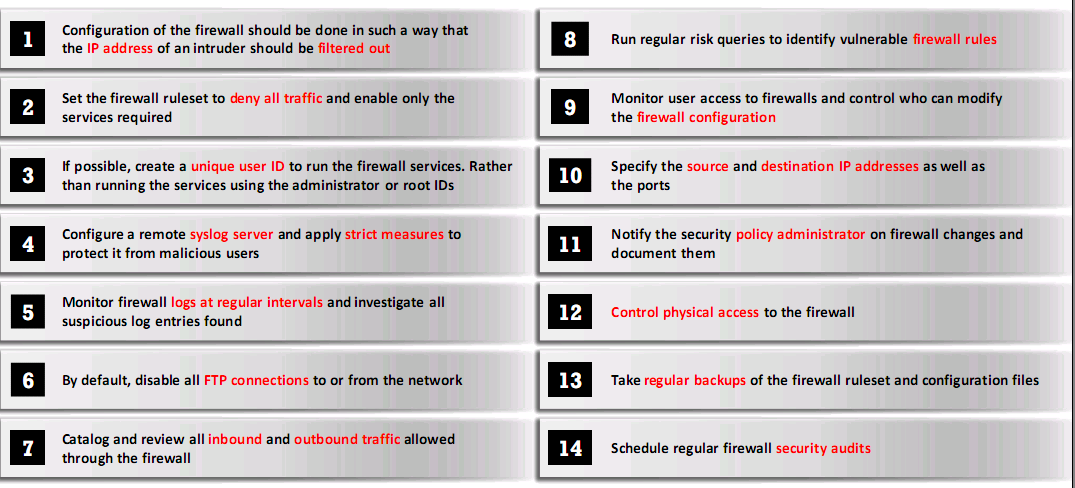 1
Configuration of the firewall should be done in such a way that
the IP address of an intruder should be filtered out
2
Set the firewall ruleset to deny all traffic and enable only the
services required
3
If possible, create a unique user ID to run the firewall services. Rather
than running the services using the administrator or root IDs
4
Configure a remote syslog server and apply strict measures to
protect it from malicious users
5
Monitor firewall logs at regular intervals and investigate all
suspicious log entries found
6
By default, disable all FTP connections to or from the network
7
Catalog and review all inbound and outbound traffic allowed
through the firewall
8
Run regular risk queries to identify vulnerable firewall rules
9
Monitor user access to firewalls and control who can modify
the firewall configuration
10
Specify the source and destination IP addresses as well as
the ports
11
Notify the security policy administrator on firewall changes and
document them
12
Control physical access to the firewall
13
Take regular backups of the firewall ruleset and configuration files
14
Schedule regular firewall security audits